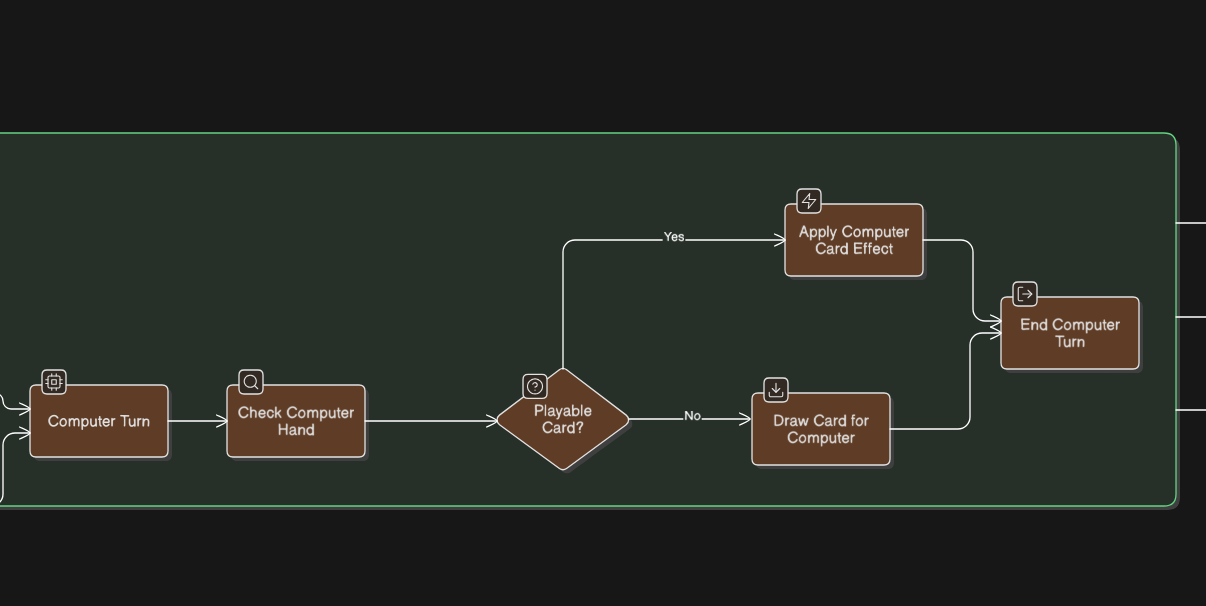 Yes
Apply Computer
Card Effect
End Computer
Turn
Computer Turn
Check Computer
Hand
Playable
Card?
No
Draw Card for
Computer